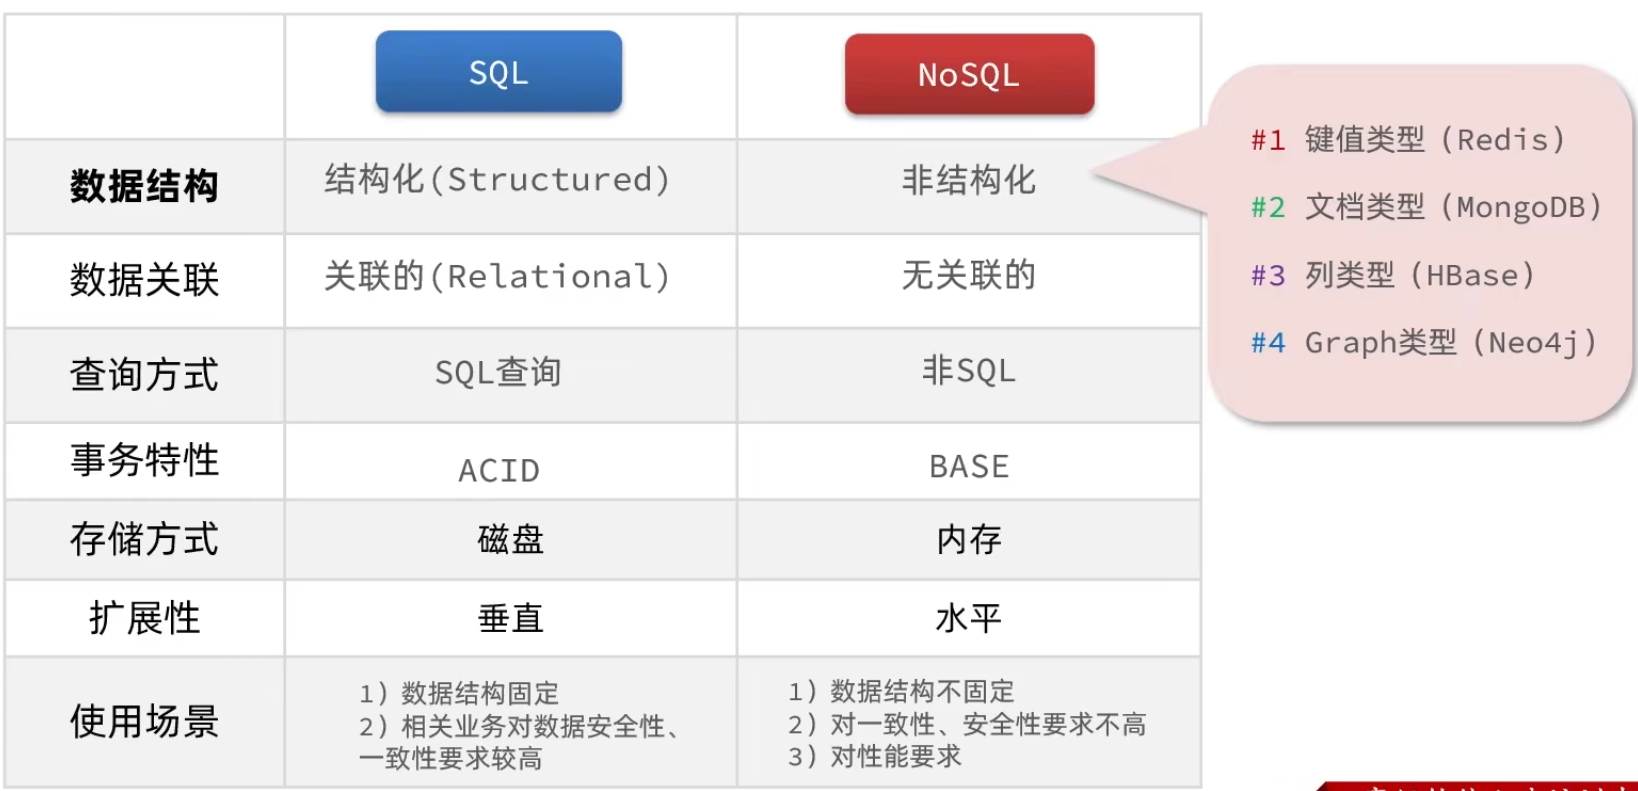 SQL
NoSQL
数据结构
结构化(Structured)
非结构化
#1 键值类型（Redis）
#2 文档类型（MongoDB）
#3 列类型（HBase）
#4 Graph类型（Neo4j）
数据关联
关联的(Relational)
无关联的
查询方式
SQL查询
非SQL
事务特性
ACID
BASE
存储方式
磁盘
内存
扩展性
垂直
水平
使用场景
1）数据结构固定
2）相关业务对数据安全性、
一致性要求较高
1）数据结构不固定
2）对一致性、安全性要求不高
3）对性能要求